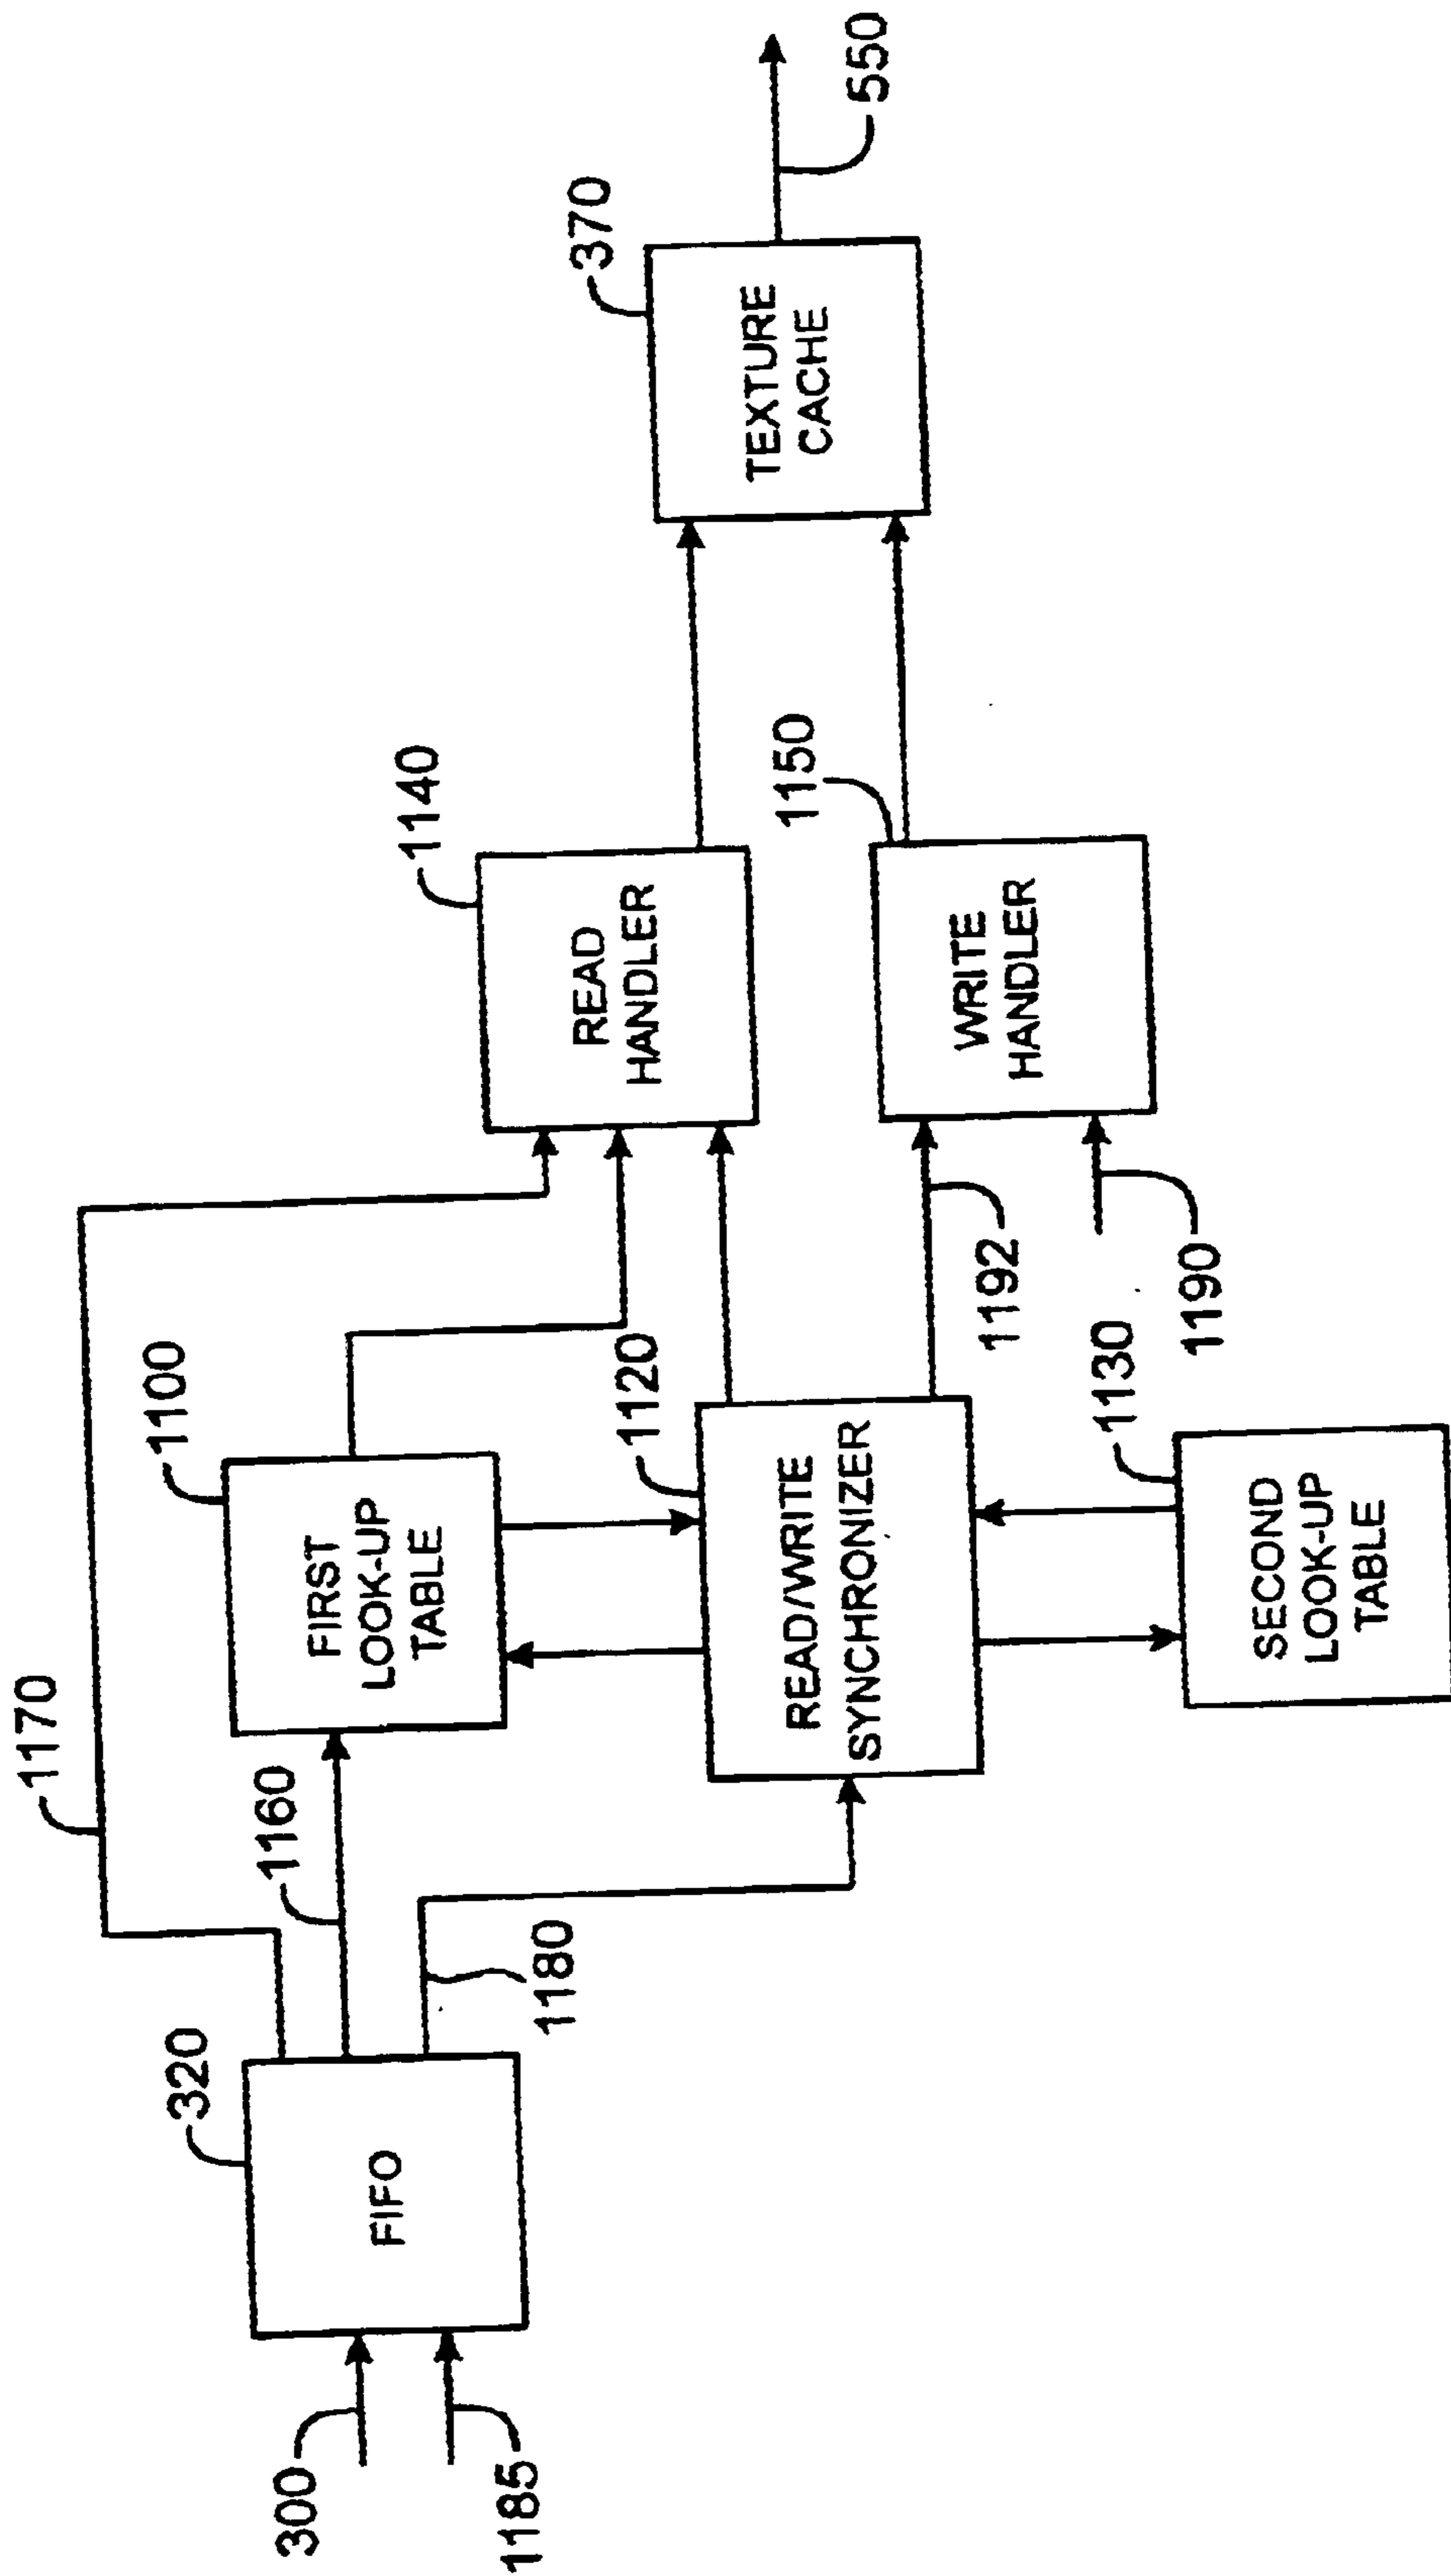 300
1185
FIFO
320
1170
1160
1180
FIRST
LOOK-UP
TABLE
1100
READ/WRITE
SYNCHRONIZER
1120
SECOND
LOOK-UP
TABLE
1130
READ
HANDLER
1140
WRITE
HANDLER
1150
1192
1190
TEXTURE
CACHE
370
550